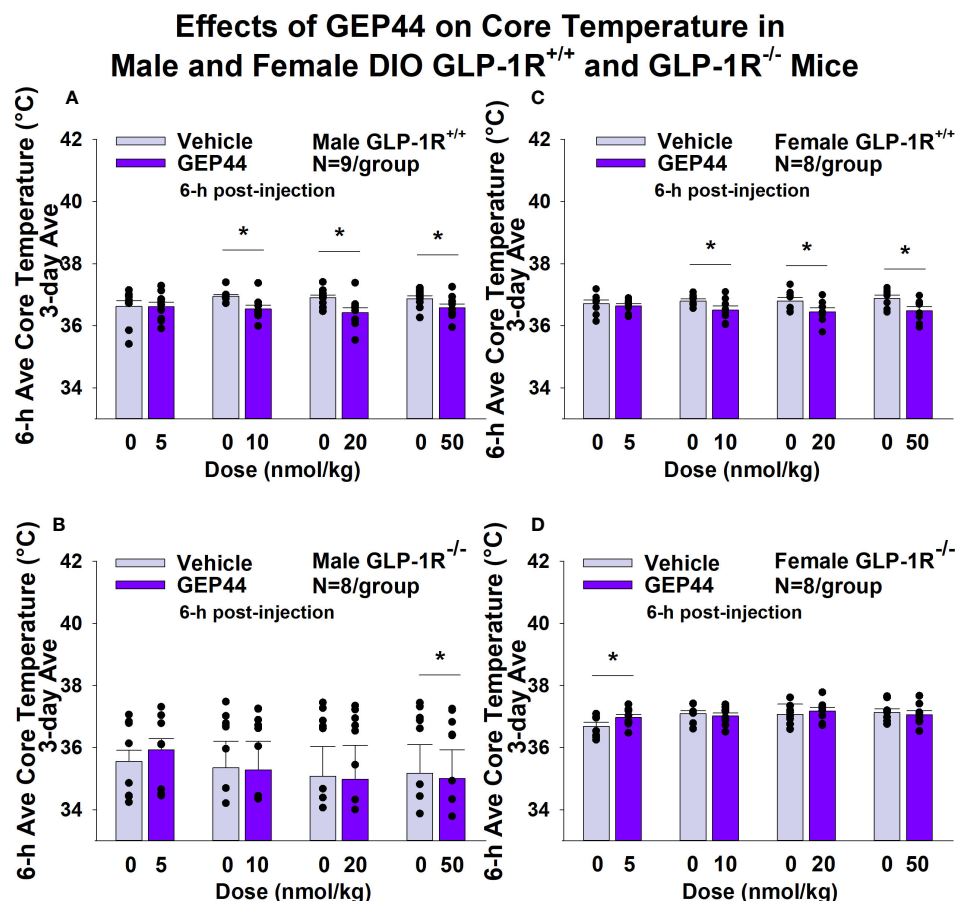 Effects of GEP44 on Core Temperature in
Male and Female DIO GLP-1R+/+ and GLP-1R-/- Mice
A
6-h Ave Core Temperature (°C)
3-day Ave
42
40
38
36
34
Vehicle
GEP44
Male GLP-1R+/+
N=9/group
6-h post-injection
*
*
*
0 5 0 10 0 20 0 50
Dose (nmol/kg)
C
6-h Ave Core Temperature (°C)
3-day Ave
42
40
38
36
34
Vehicle
GEP44
Female GLP-1R+/+
N=8/group
6-h post-injection
*
*
*
0 5 0 10 0 20 0 50
Dose (nmol/kg)
B
6-h Ave Core Temperature (°C)
3-day Ave
42
40
38
36
34
Vehicle
GEP44
Male GLP-1R-/-
N=8/group
6-h post-injection
*
0 5 0 10 0 20 0 50
Dose (nmol/kg)
D
6-h Ave Core Temperature (°C)
3-day Ave
42
40
38
36
34
Vehicle
GEP44
Female GLP-1R-/-
N=8/group
6-h post-injection
*
0 5 0 10 0 20 0 50
Dose (nmol/kg)